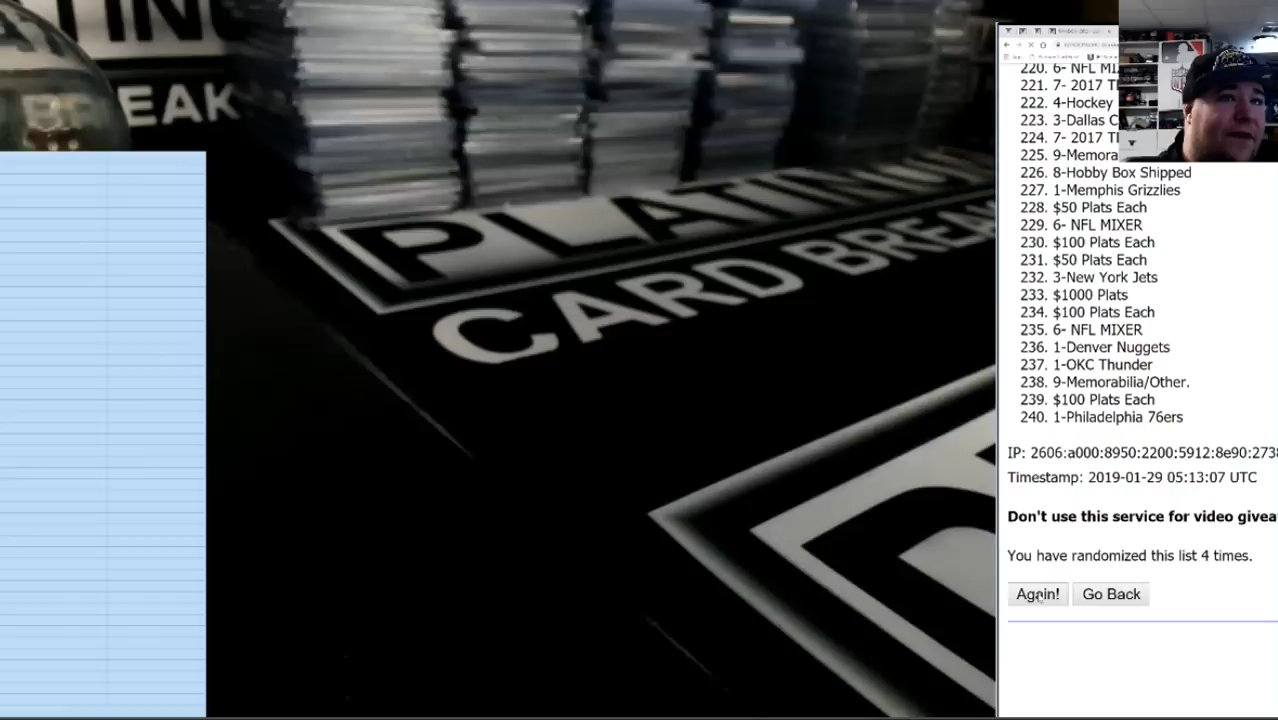 TING
EAK
PLATINUM
CARD BREA
220. 6- NFL MI
221. 7- 2017 T
222. 4-Hockey
223. 3-Dallas C
224. 7- 2017 T
225. 9-Memora
226. 8-Hobby Box Shipped
227. 1-Memphis Grizzlies
228. $50 Plats Each
229. 6- NFL MIXER
230. $100 Plats Each
231. $50 Plats Each
232. 3-New York Jets
233. $1000 Plats
234. $100 Plats Each
235. 6- NFL MIXER
236. 1-Denver Nuggets
237. 1-OKC Thunder
238. 9-Memorabilia/Other.
239. $100 Plats Each
240. 1-Philadelphia 76ers
IP: 2606:a000:8950:2200:5912:8e90:273
Timestamp: 2019-01-29 05:13:07 UTC
Don't use this service for video givea
You have randomized this list 4 times.
Again! Go Back